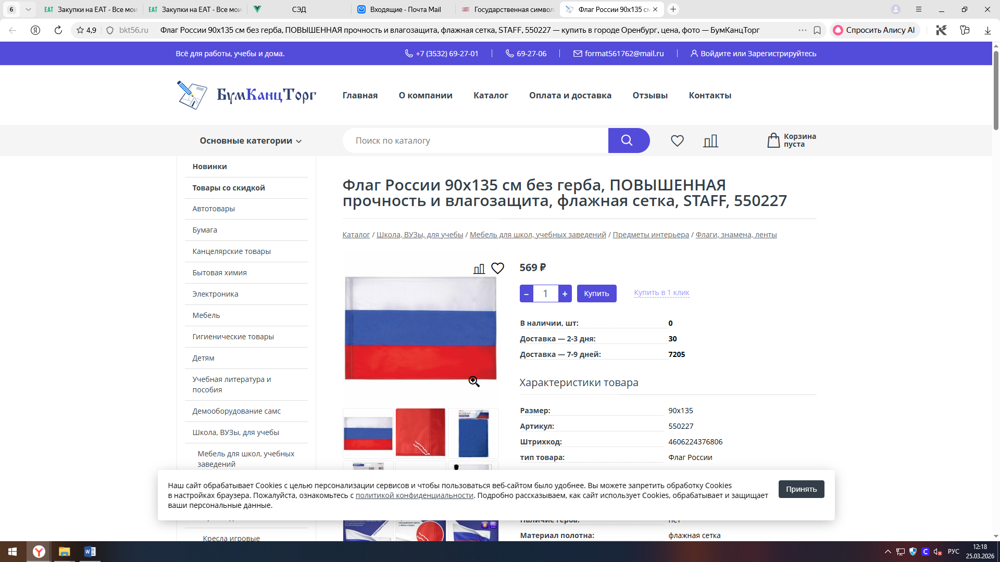 6
ЕАТ Закупки на ЕАТ - Все мои
ЕАТ Закупки на ЕАТ - Все мои
СЭД
Входящие - Почта Mail
Государственная символ
Флаг России 90х135 см
4,9
bkt56.ru
Флаг России 90х135 см без герба, ПОВЫШЕННАЯ прочность и влагозащита, флажная сетка, STAFF, 550227 — купить в городе Оренбург, цена, фото — БумКанцТорг
Спросить Алису AI
Всё для работы, учебы и дома.
+7 (3532) 69-27-01
69-27-06
format561762@mail.ru
Войдите или Зарегистрируйтесь
БумКанцТорг
Главная
О компании
Каталог
Оплата и доставка
Отзывы
Контакты
Основные категории
Поиск по каталогу
Корзина
пуста
Новинки
Товары со скидкой
Автотовары
Бумага
Канцелярские товары
Бытовая химия
Электроника
Мебель
Гигиенические товары
Детям
Учебная литература и
пособия
Демооборудование самс
Школа, ВУЗы, для учебы
Мебель для школ, учебных
заведений
Кресла игровые
Флаг России 90х135 см без герба, ПОВЫШЕННАЯ
прочность и влагозащита, флажная сетка, STAFF, 550227
Каталог / Школа, ВУЗы, для учебы / Мебель для школ, учебных заведений / Предметы интерьера / Флаги, знамена, ленты
569 ₽
– 1 + Купить
Купить в 1 клик
В наличии, шт: 0
Доставка — 2-3 дня: 30
Доставка — 7-9 дней: 7205
Характеристики товара
Размер: 90x135
Артикул: 550227
Штрихкод: 4606224376806
тип товара: Флаг России
Наличие герба: нет
Материал полотна: флажная сетка
Наш сайт обрабатывает Cookies с целью персонализации сервисов и чтобы пользоваться веб-сайтом было удобнее. Вы можете запретить обработку Cookies
в настройках браузера. Пожалуйста, ознакомьтесь с политикой конфиденциальности. Подробно рассказываем, как сайт использует Cookies, обрабатывает и защищает
ваши персональные данные.
Принять
РУС
12:18
25.03.2026